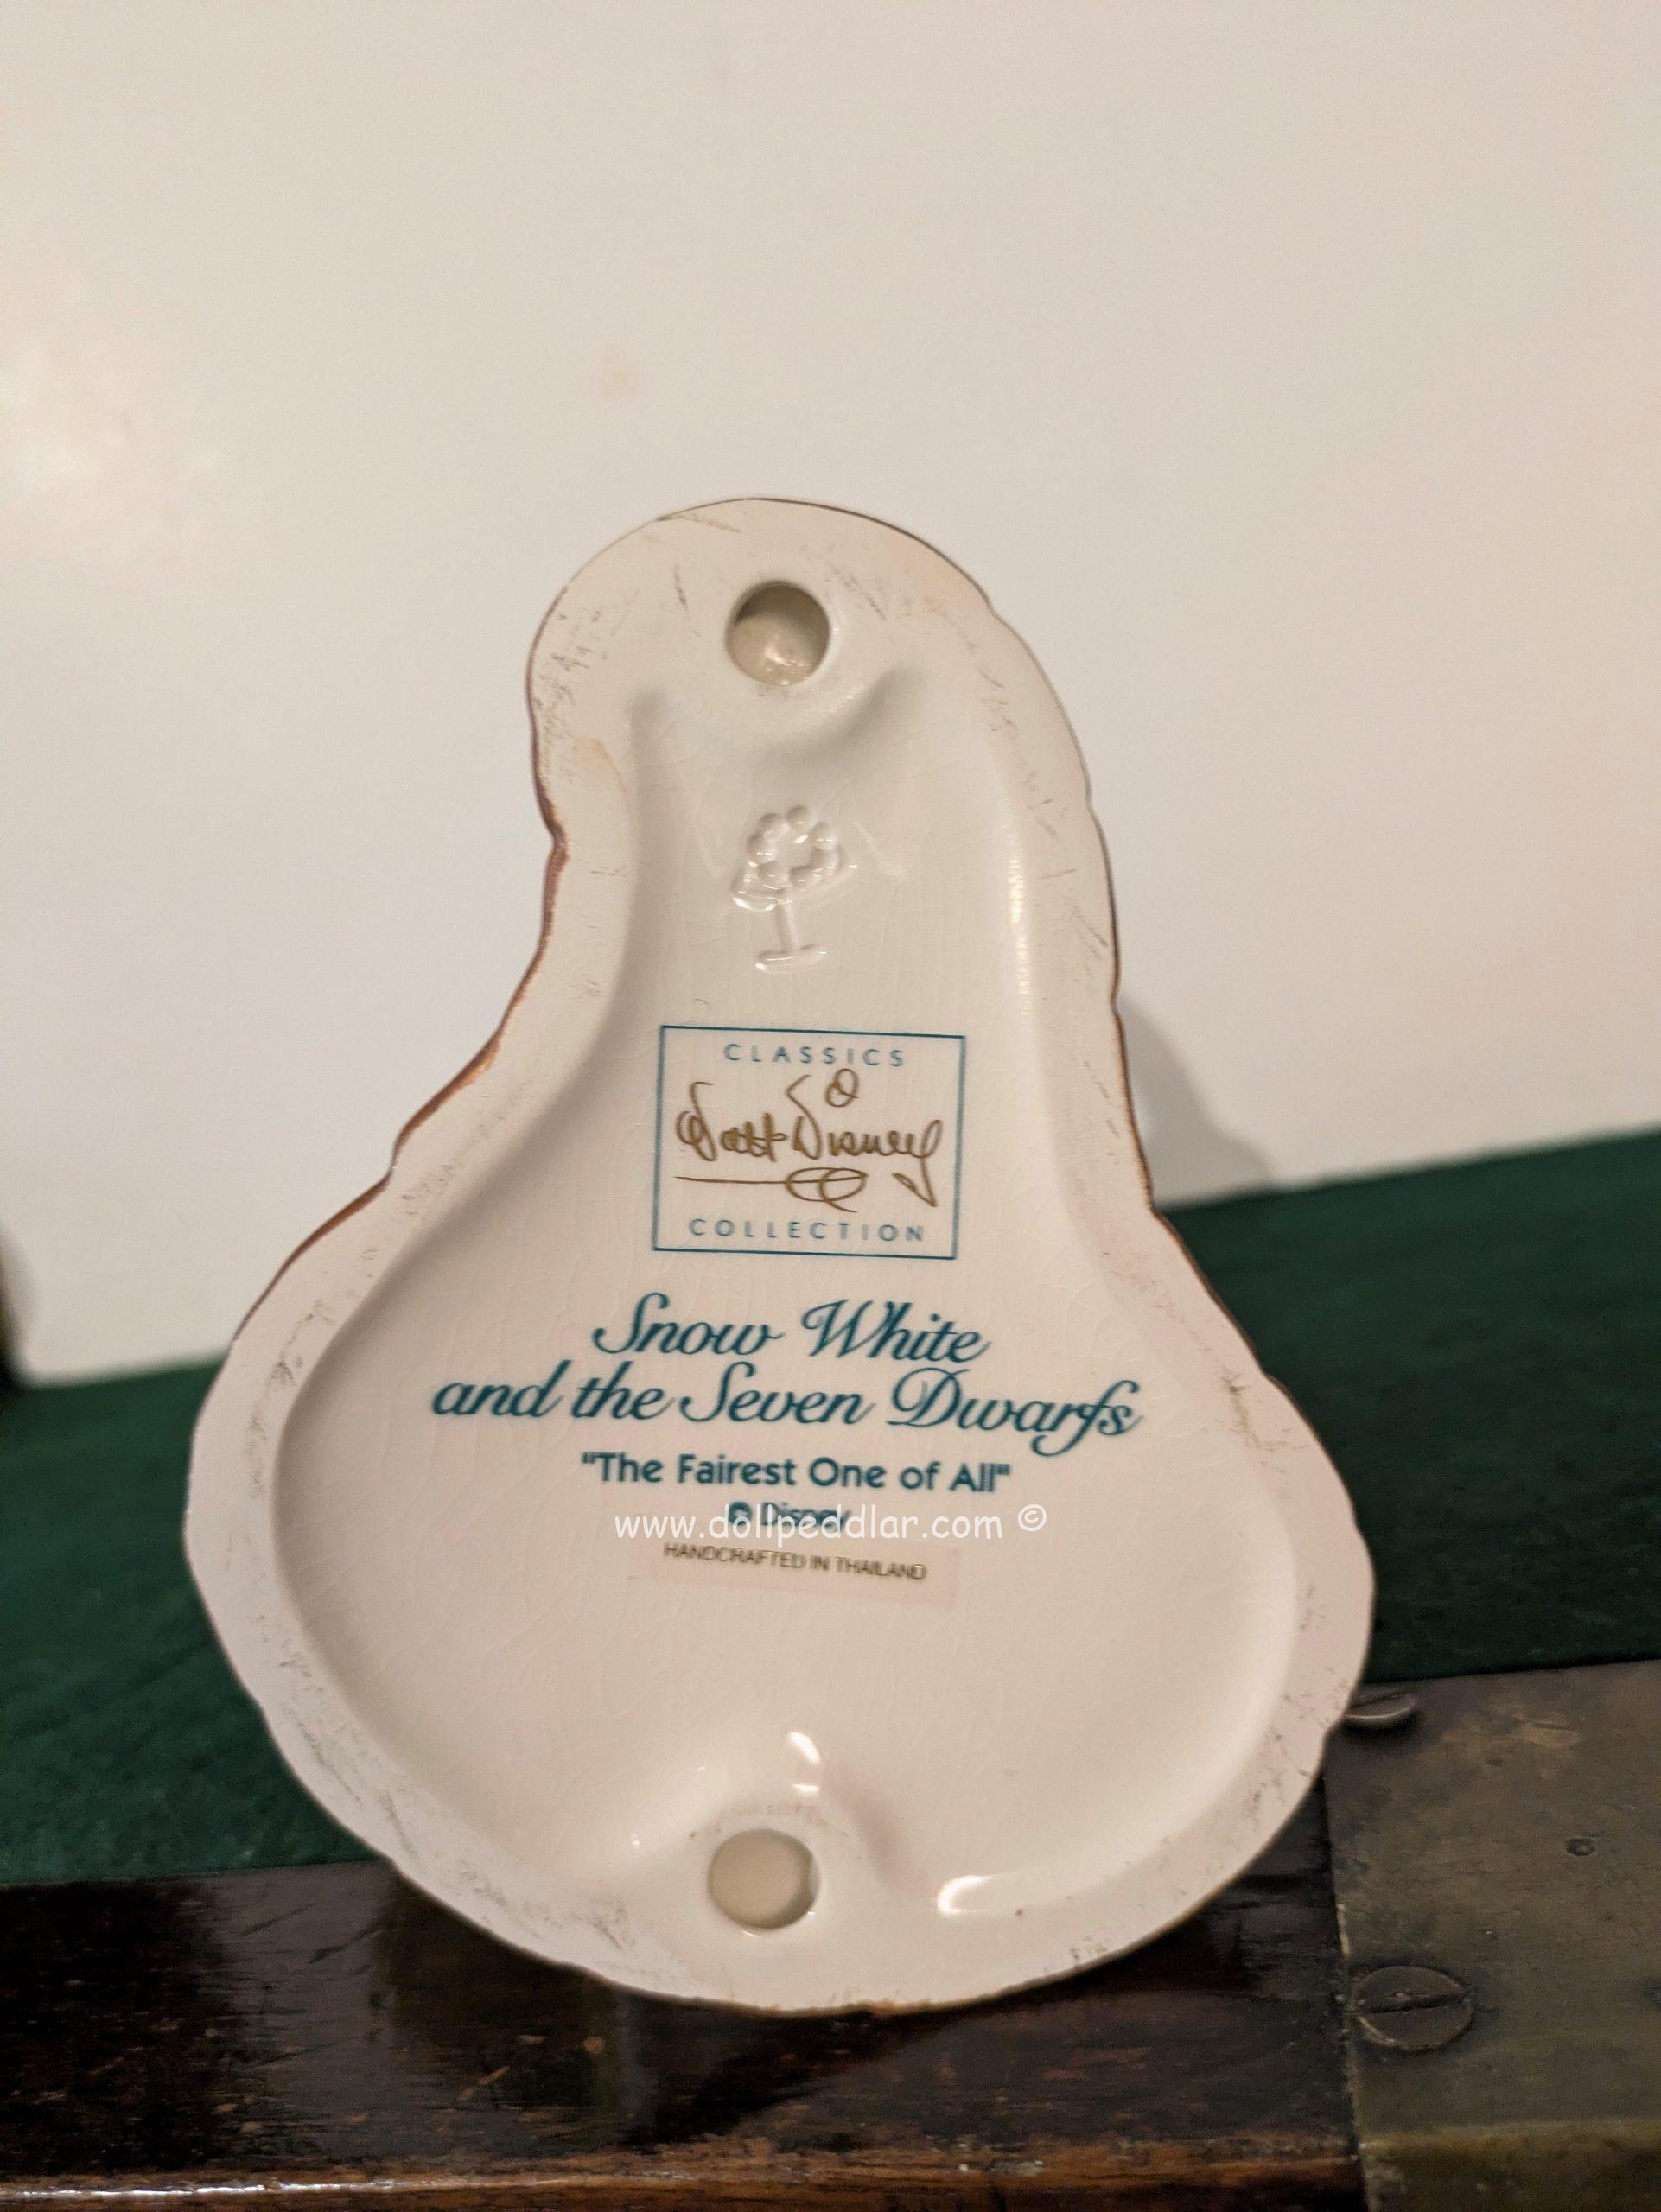 CLASSICS
Walt Disney
COLLECTION
Snow White
and the Seven Dwarfs
"The Fairest One of All"
© Disney
www.dollpeddlar.com ©
HANDCRAFTED IN THAILAND